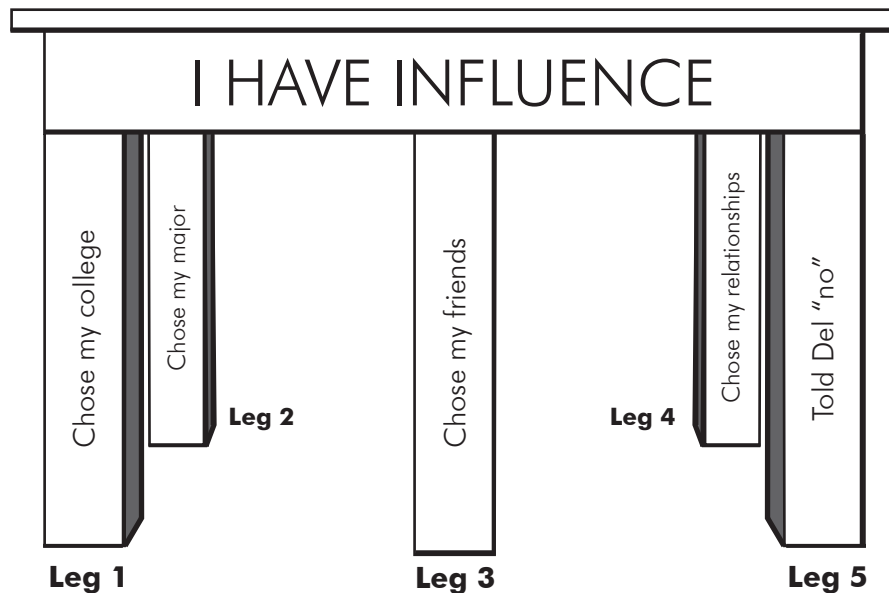 I HAVE INFLUENCE
Chose my college
Chose my major
Chose my friends
Chose my relationships
Told Del “no”
Leg 2
Leg 4
Leg 1
Leg 3
Leg 5